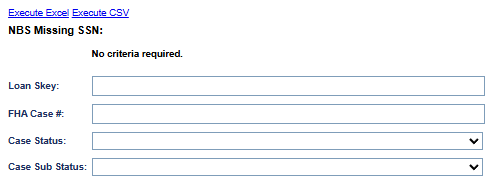 Execute Excel Execute CSV
NBS Missing SSN:
No criteria required.
Loan Skey:
FHA Case #:
Case Status:
Case Sub Status: